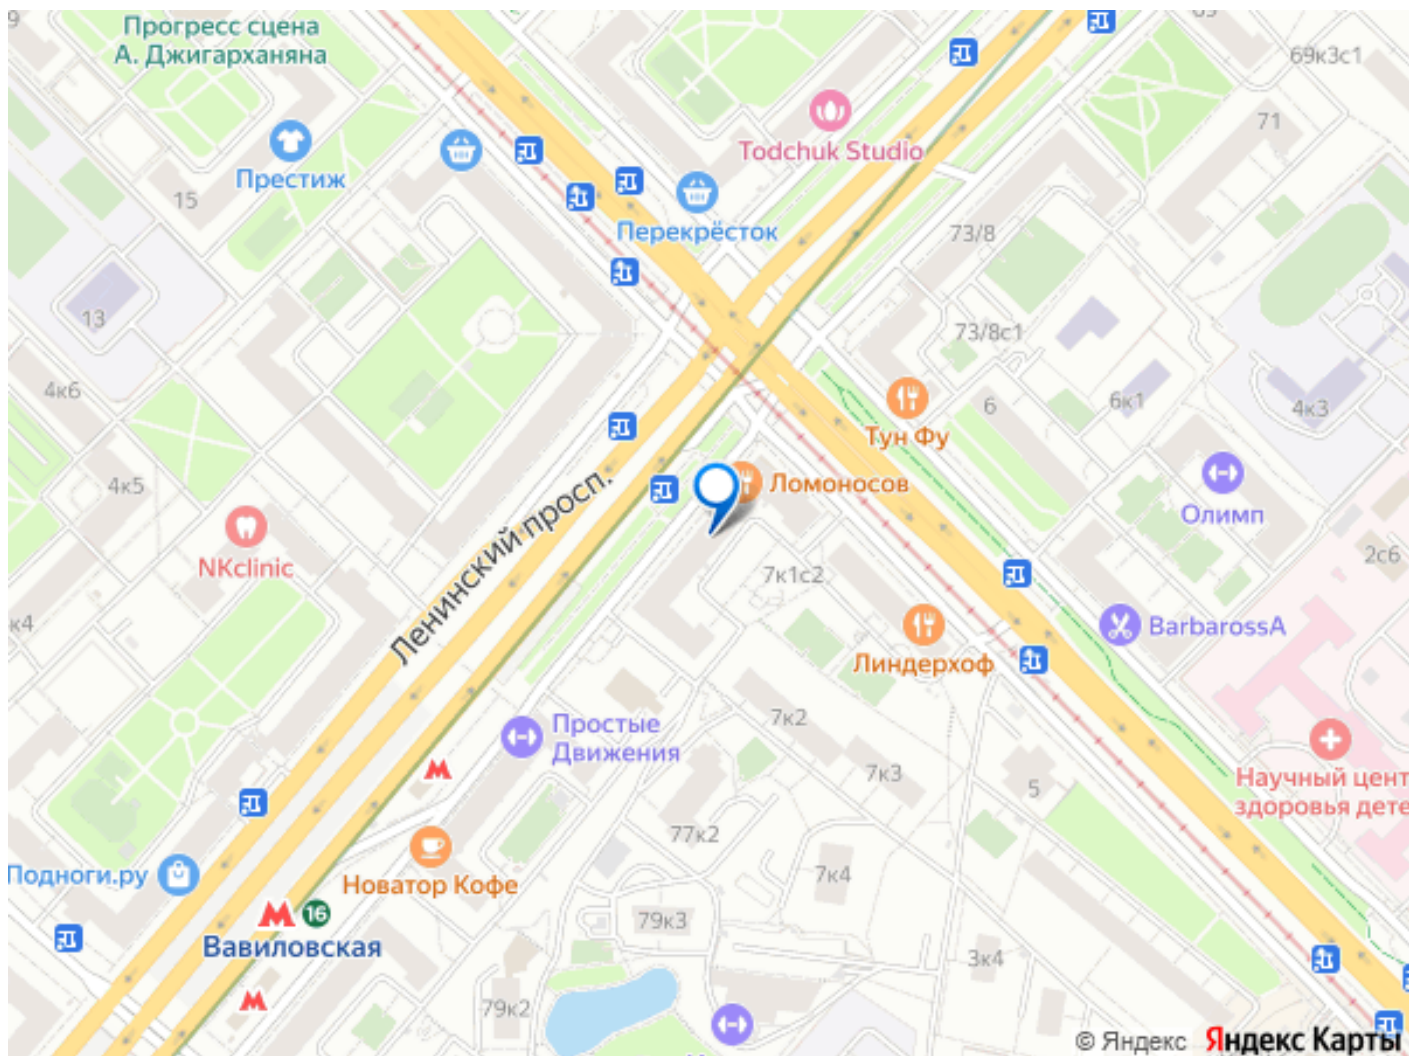 Прогресс сцена
А. Джигарханяна
69к3с1
71
Todchuk Studio
Престиж
15
Перекрёсток
73/8
13
73/8с1
4к6
6к1
6
4к3
Тун Фу
4к5
Ломоносов
Олимп
Ленинский просп.
NKclinic
2с6
7к1с2
к4
BarbarossA
Линдерхоф
Простые
Движения
7к2
7к3
Научный цент
здоровья дете
5
77к2
Подноги.ру
Новатор Кофе
7к4
16
Вавиловская
79к3
3к4
79к2
© Яндекс Яндекс Карты